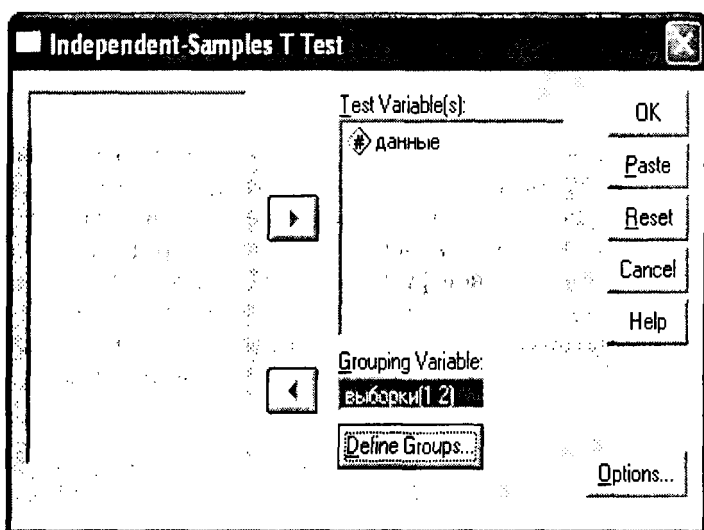 Independent-Samples T Test
Test Variable(s):
# данные
Grouping Variable:
выборки(1 2)
Define Groups...
OK
Paste
Reset
Cancel
Help
Options...